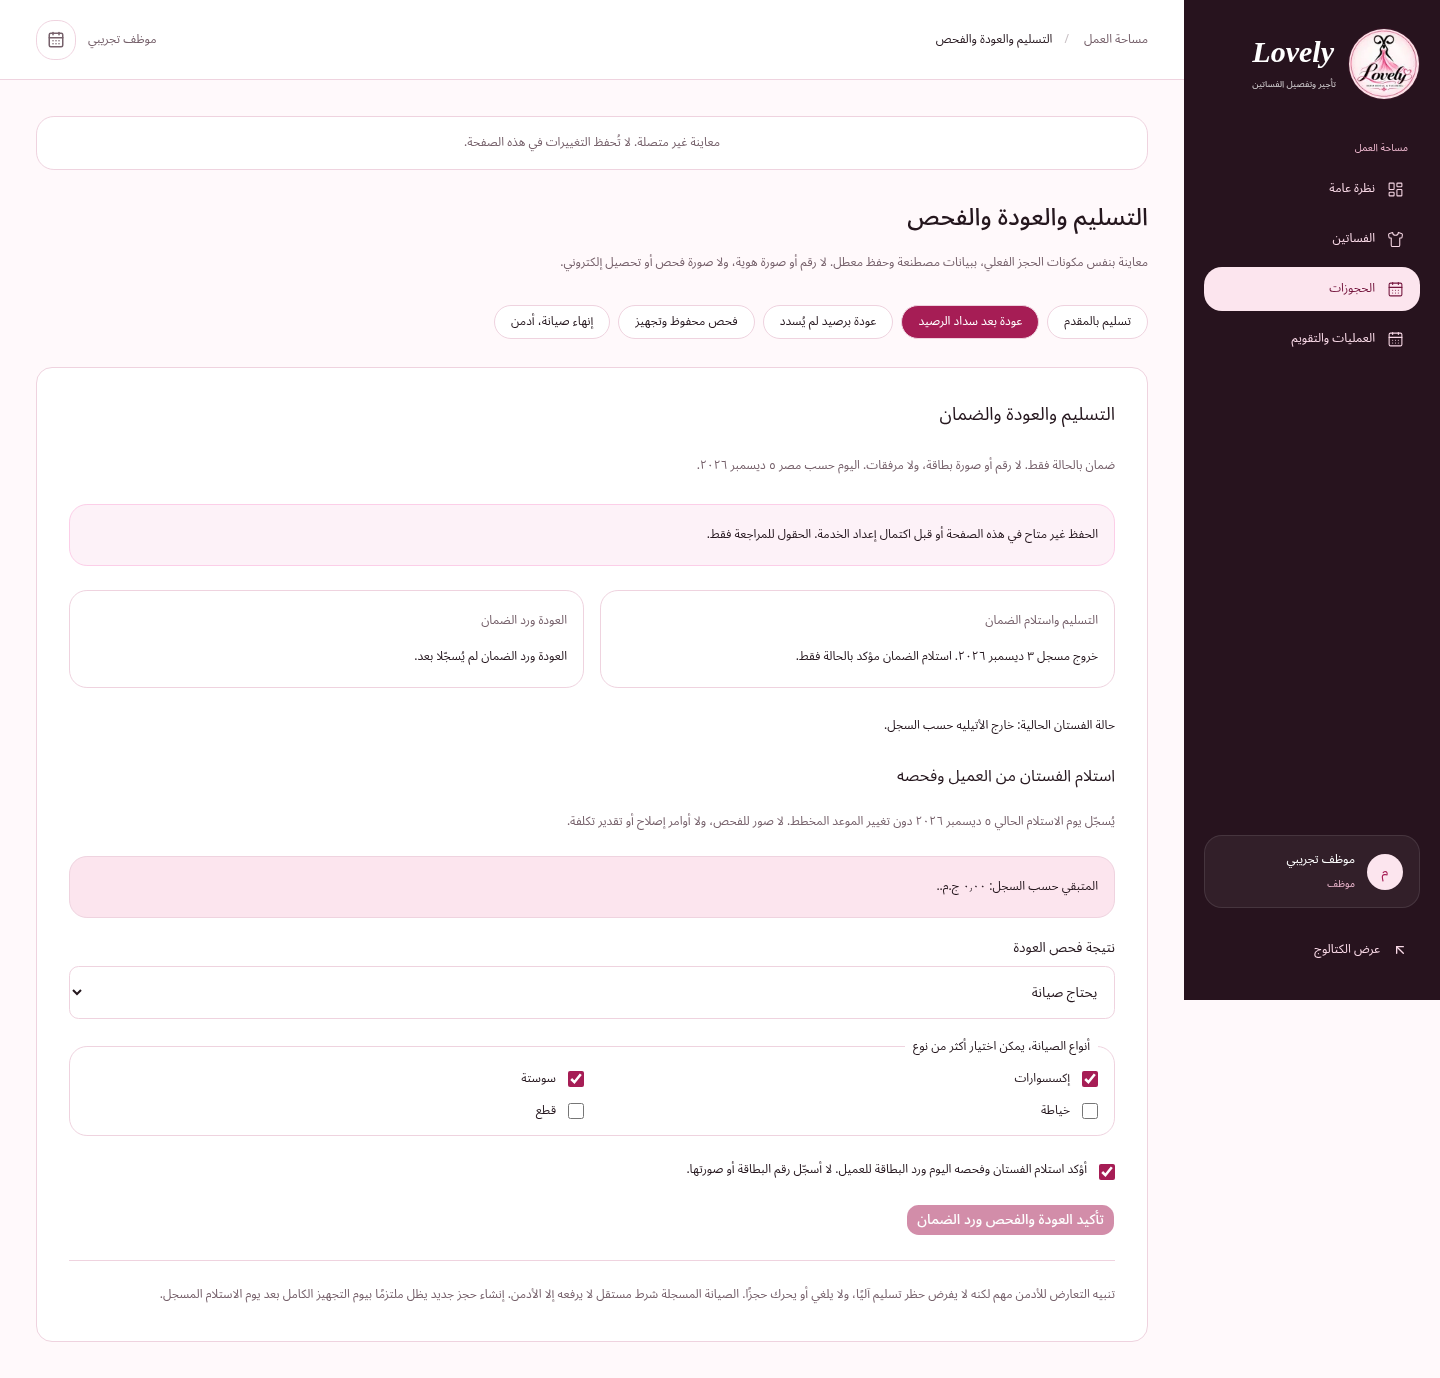 Lovely
Lovely
تأجير وتفصيل الفساتين
مساحة العمل
نظرة عامة
الفساتين
الحجوزات
العمليات والتقويم
م
موظف تجريبي
موظف
عرض الكتالوج
مساحة العمل / التسليم والعودة والفحص
موظف تجريبي
معاينة غير متصلة. لا تُحفظ التغييرات في هذه الصفحة.
التسليم والعودة والفحص
معاينة بنفس مكونات الحجز الفعلي، ببيانات مصطنعة وحفظ معطل. لا رقم أو صورة هوية، ولا صورة فحص أو تحصيل إلكتروني.
تسليم بالمقدم
عودة بعد سداد الرصيد
عودة برصيد لم يُسدد
فحص محفوظ وتجهيز
إنهاء صيانة، أدمن
التسليم والعودة والضمان
ضمان بالحالة فقط. لا رقم أو صورة بطاقة، ولا مرفقات. اليوم حسب مصر ٥ ديسمبر ٢٠٢٦.
الحفظ غير متاح في هذه الصفحة أو قبل اكتمال إعداد الخدمة. الحقول للمراجعة فقط.
التسليم واستلام الضمان
خروج مسجل ٣ ديسمبر ٢٠٢٦. استلام الضمان مؤكد بالحالة فقط.
العودة ورد الضمان
العودة ورد الضمان لم يُسجّلا بعد.
حالة الفستان الحالية: خارج الأتيليه حسب السجل.
استلام الفستان من العميل وفحصه
يُسجّل يوم الاستلام الحالي ٥ ديسمبر ٢٠٢٦ دون تغيير الموعد المخطط. لا صور للفحص، ولا أوامر إصلاح أو تقدير تكلفة.
المتبقي حسب السجل: ٠٫٠٠ ج.م.‏.
نتيجة فحص العودة
يحتاج صيانة
أنواع الصيانة، يمكن اختيار أكثر من نوع
إكسسوارات
سوستة
خياطة
قطع
أؤكد استلام الفستان وفحصه اليوم ورد البطاقة للعميل. لا أسجّل رقم البطاقة أو صورتها.
تأكيد العودة والفحص ورد الضمان
تنبيه التعارض للأدمن مهم لكنه لا يفرض حظر تسليم آليًا، ولا يلغي أو يحرك حجزًا. الصيانة المسجلة شرط مستقل لا يرفعه إلا الأدمن. إنشاء حجز جديد يظل ملتزمًا بيوم التجهيز الكامل بعد يوم الاستلام المسجل.